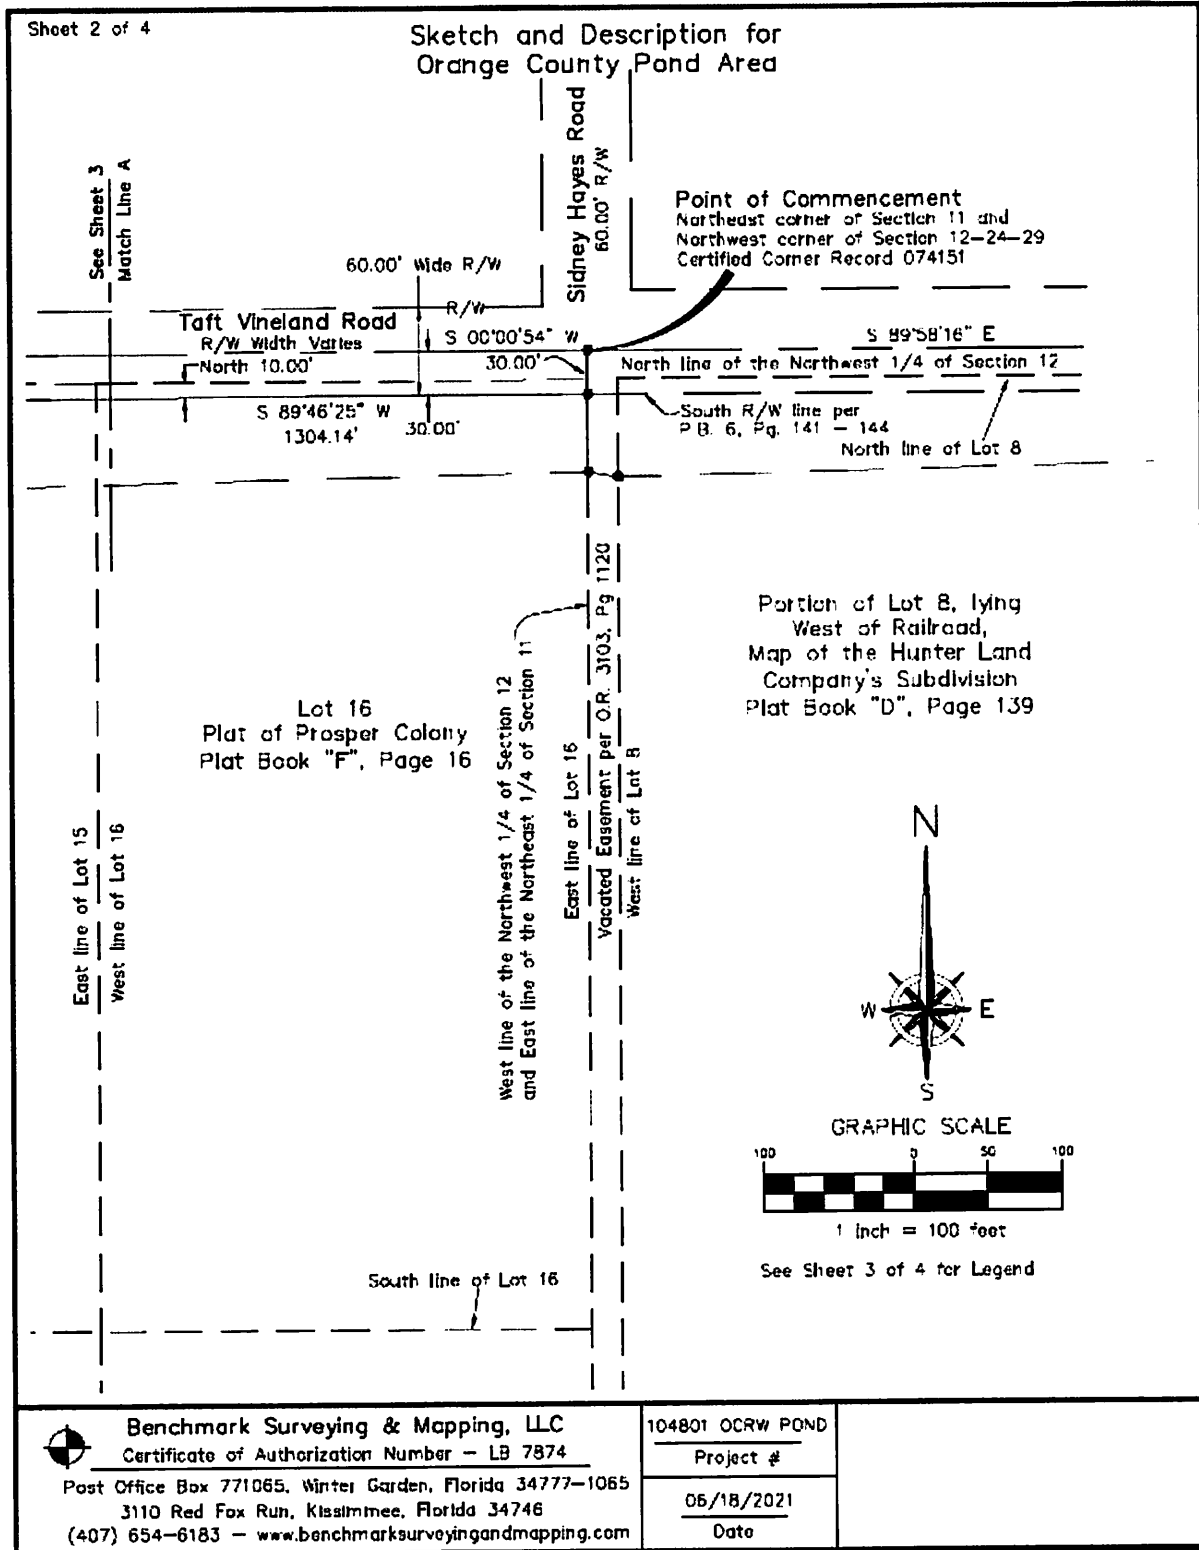 Sheet 2 of 4
Sketch and Description for
Orange County Pond Area
See Sheet 3
Match Line A
Sidney Hayes Road
60.00' R/W
Point of Commencement
Northeast corner of Section 11 and
Northwest corner of Section 12-24-29
Certified Corner Record 074151
60.00' Wide R/W
R/W
Taft Vineland Road
R/W Width Varies
S 00°00'54" W
S 89°58'16" E
North 10.00'
30.00'
North line of the Northwest 1/4 of Section 12
S 89°46'25" W
1304.14'
30.00'
South R/W line per
P.B. 6, Pg. 141 - 144
North line of Lot 8
Lot 16
Plat of Prosper Colony
Plat Book "F", Page 16
West line of the Northwest 1/4 of Section 12
and East line of the Northeast 1/4 of Section 11
East line of Lot 16
Vacated Easement per O.R. 3103, Pg 1120
West line of Lot 8
Portion of Lot 8, lying
West of Railroad,
Map of the Hunter Land
Company's Subdivision
Plat Book "D", Page 139
East line of Lot 15
West line of Lot 16
N
W
E
S
GRAPHIC SCALE
100 0 50 100
1 inch = 100 feet
See Sheet 3 of 4 for Legend
South line of Lot 16
Benchmark Surveying & Mapping, LLC
Certificate of Authorization Number - LB 7874
Post Office Box 771065, Winter Garden, Florida 34777-1065
3110 Red Fox Run, Kissimmee, Florida 34746
(407) 654-6183 - www.benchmarksurveyingandmapping.com
104801 OCRW POND
Project #
06/18/2021
Date